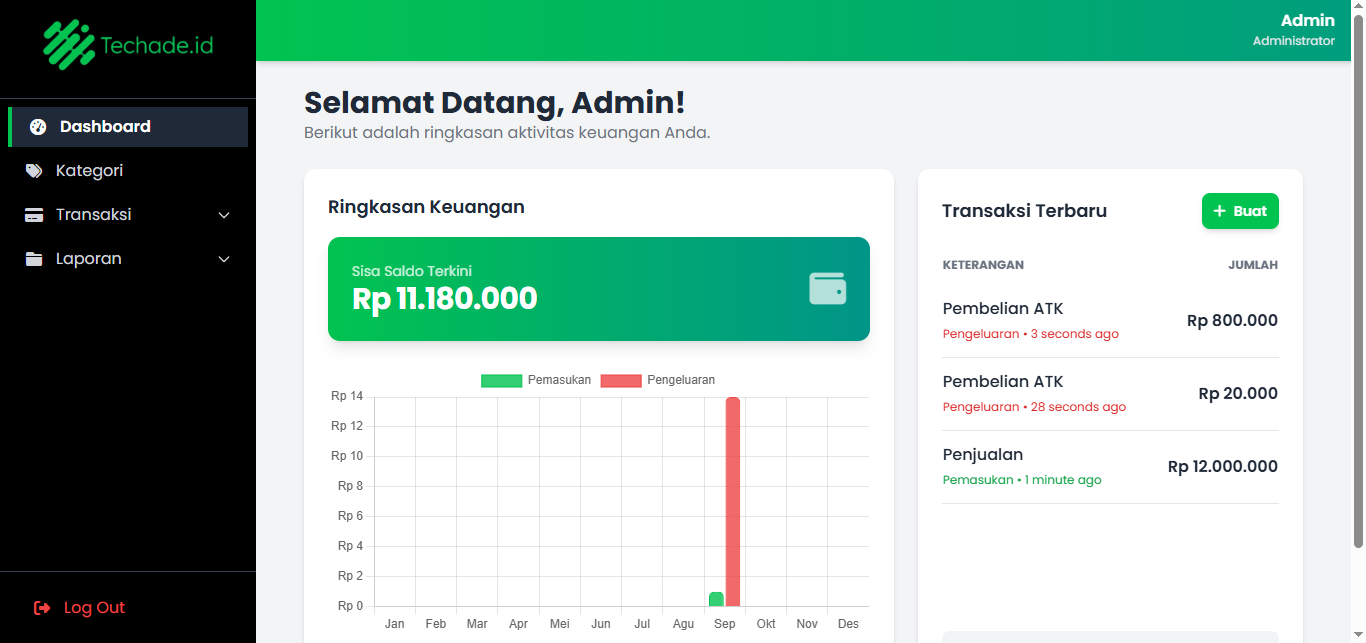 Techade.id
Admin
Administrator
Dashboard
Kategori
Transaksi
Laporan
Log Out
Selamat Datang, Admin!
Berikut adalah ringkasan aktivitas keuangan Anda.
Ringkasan Keuangan
Sisa Saldo Terkini
Rp 11.180.000
Pemasukan Pengeluaran
Rp 14
Rp 12
Rp 10
Rp 8
Rp 6
Rp 4
Rp 2
Rp 0
Jan Feb Mar Apr Mei Jun Jul Agu Sep Okt Nov Des
Transaksi Terbaru
+ Buat
KETERANGAN JUMLAH
Pembelian ATK
Pengeluaran • 3 seconds ago
Rp 800.000
Pembelian ATK
Pengeluaran • 28 seconds ago
Rp 20.000
Penjualan
Pemasukan • 1 minute ago
Rp 12.000.000